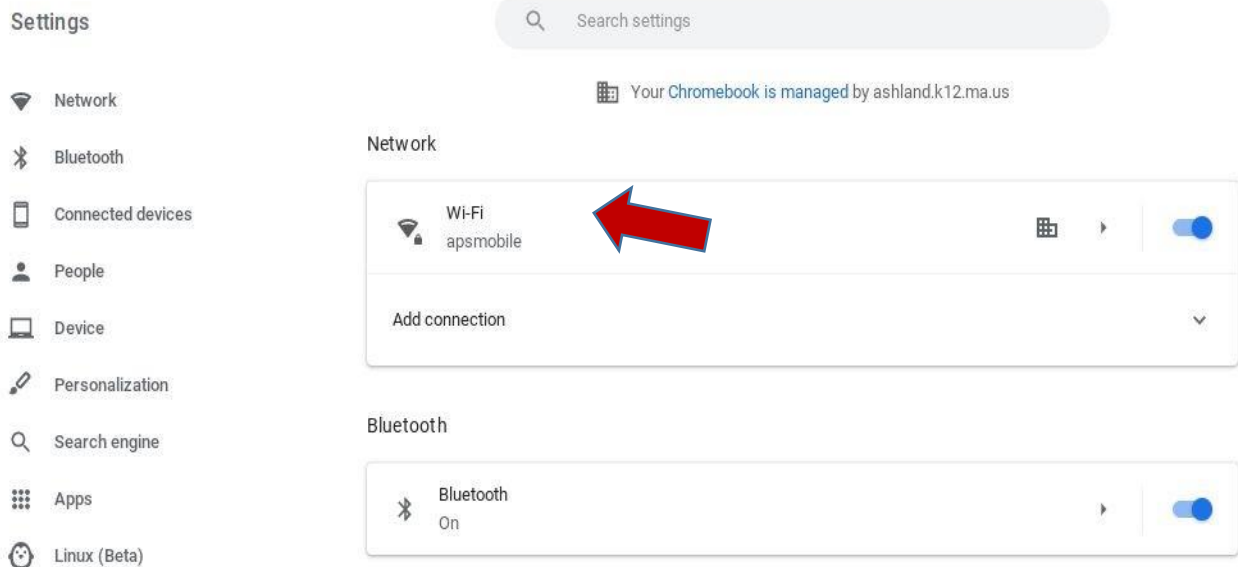 Settings
Search settings
Network
Bluetooth
Connected devices
People
Device
Personalization
Search engine
Apps
Linux (Beta)
Your Chromebook is managed by ashland.k12.ma.us
Network
Wi-Fi
apsmobile
Add connection
Bluetooth
Bluetooth
On